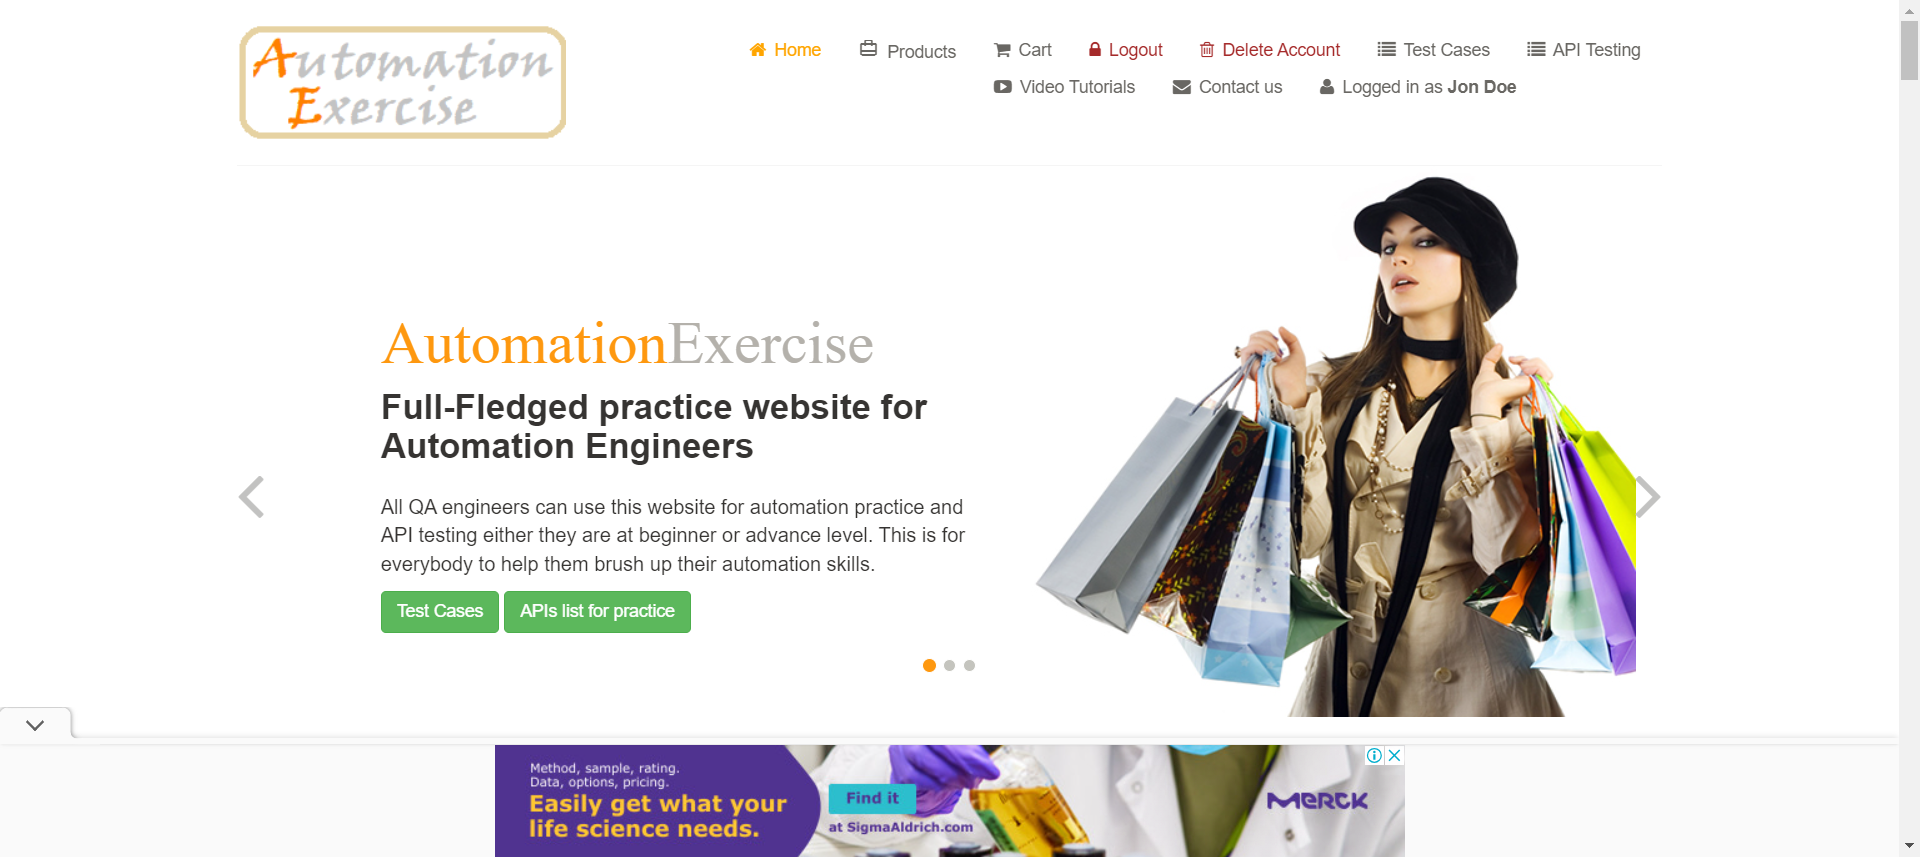 Automation
Exercise
Home
Products
Cart
Logout
Delete Account
Test Cases
API Testing
Video Tutorials
Contact us
Logged in as Jon Doe
AutomationExercise
Full-Fledged practice website for
Automation Engineers
All QA engineers can use this website for automation practice and
API testing either they are at beginner or advance level. This is for
everybody to help them brush up their automation skills.
Test Cases
APIs list for practice
Method, sample, rating.
Data, options, pricing.
Easily get what your
life science needs.
Find it
at SigmaAldrich.com
MERCK